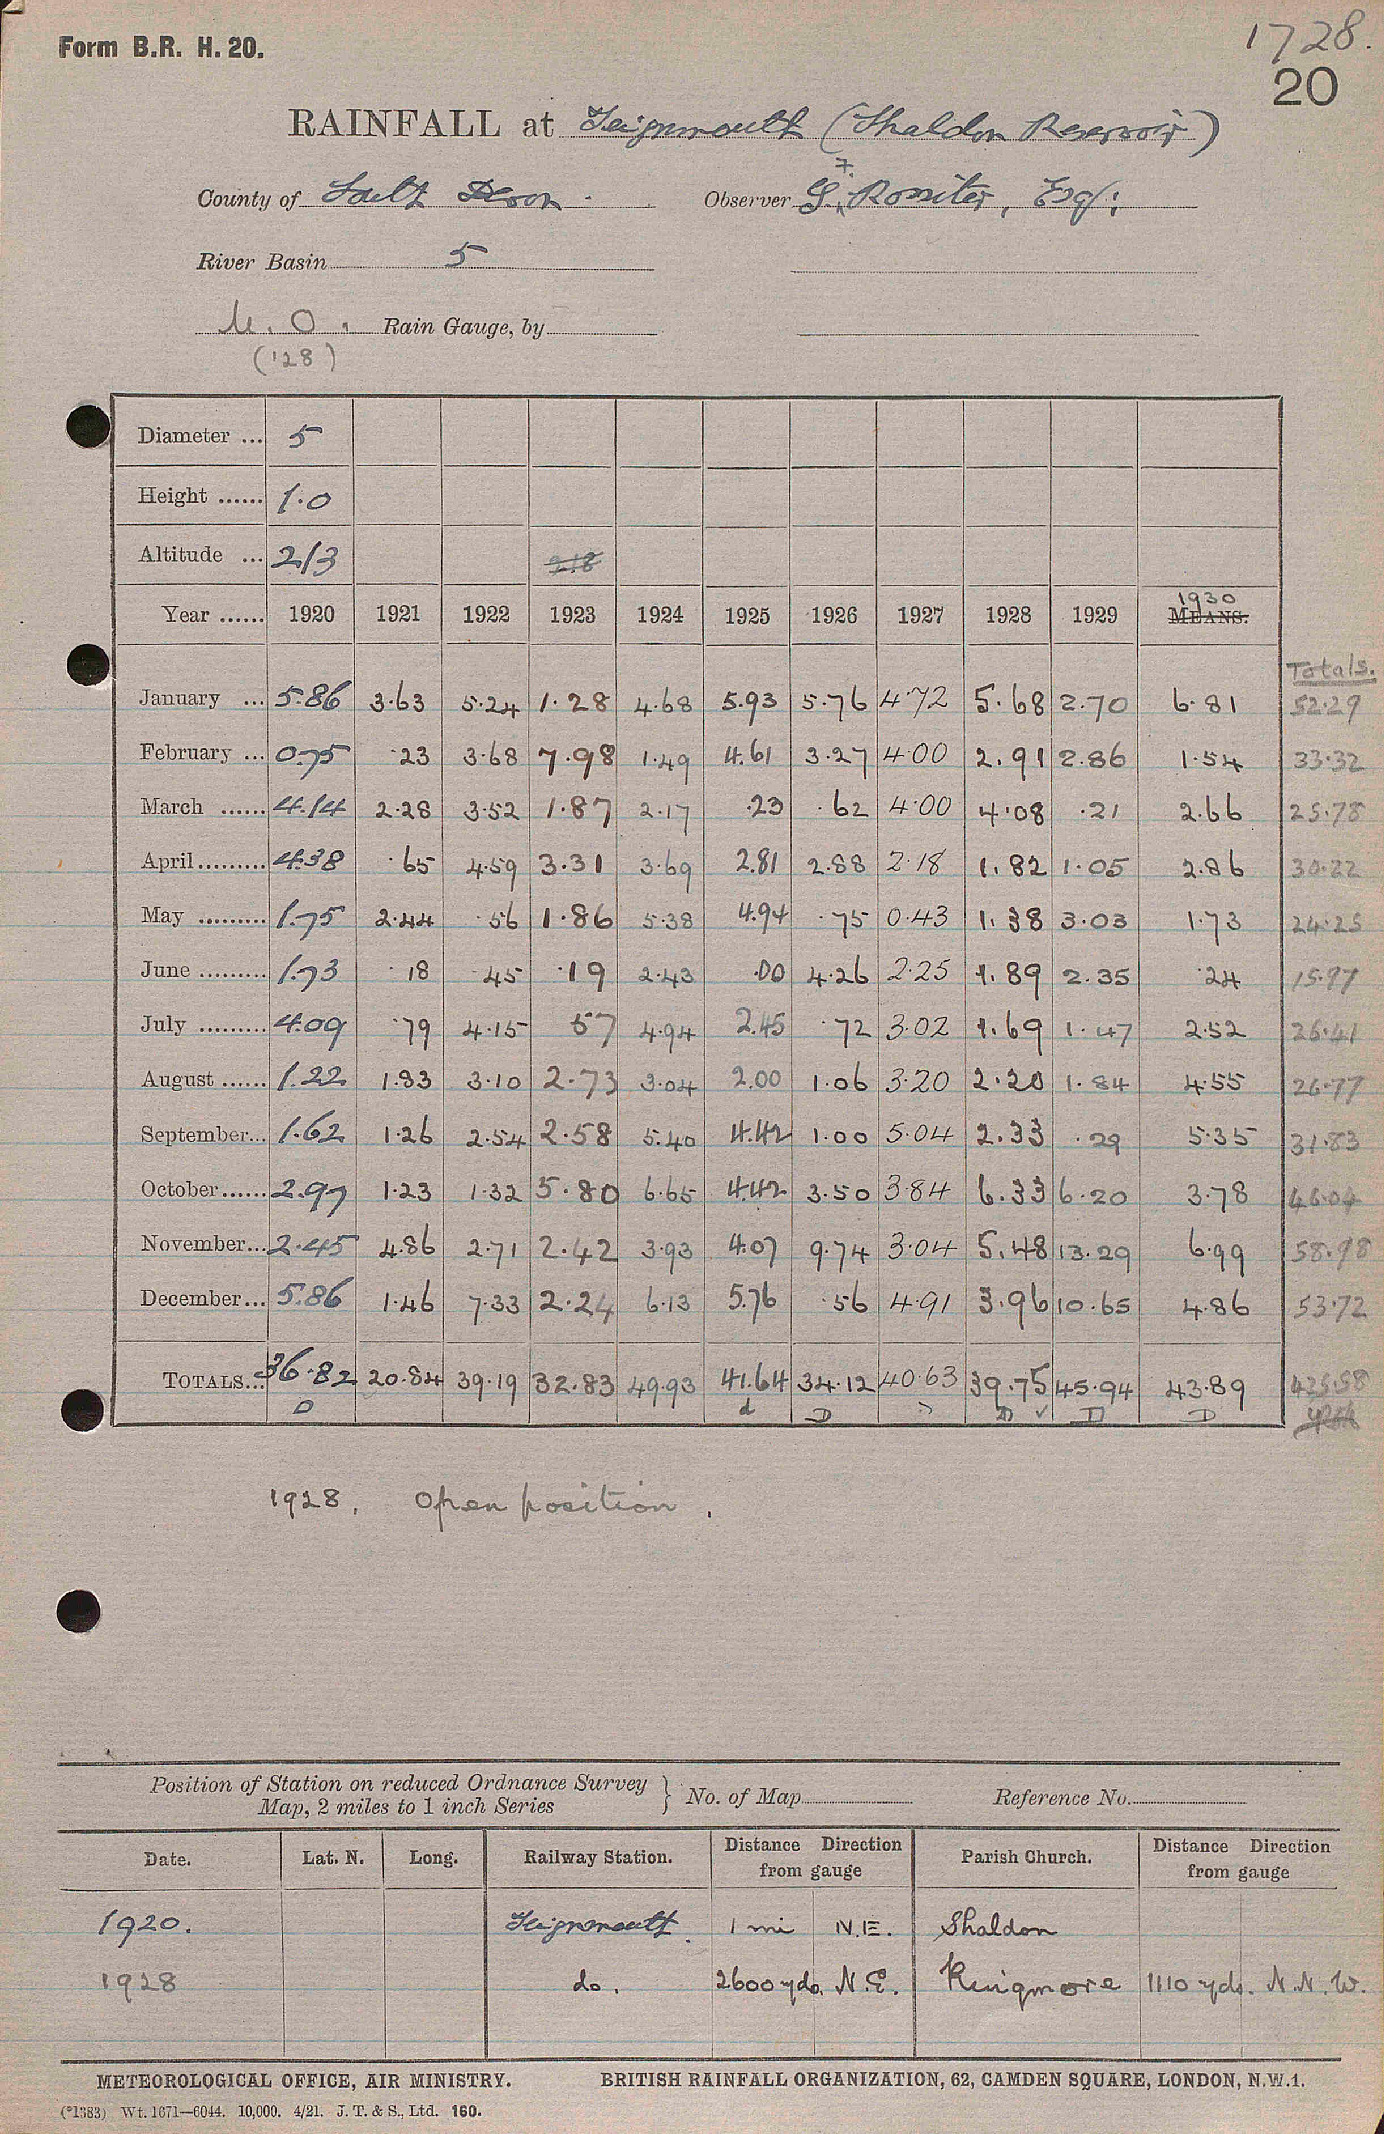 1728.
Form B.R. H. 20.
20
RAINFALL at Teignmouth (Shaldon Reservoir)
County of South Devon. Observer G. F. Rossiter, Esq:
River Basin 5
M. O. Rain Gauge, by
('28)
Diameter ... 5
Height ...... 1.0
Altitude ... 213 218
Year ...... 1920 1921 1922 1923 1924 1925 1926 1927 1928 1929 1930 MEANS.
Totals.
January ... 5.86 3.63 5.24 1.28 4.68 5.93 5.76 4.72 5.68 2.70 6.81 52.29
February ... 0.75 .23 3.68 7.98 1.49 4.61 3.27 4.00 2.91 2.86 1.54 33.32
March ...... 4.14 2.28 3.52 1.87 2.17 .23 .62 4.00 4.08 .21 2.66 25.78
April ......... 4.38 .65 4.59 3.31 3.69 2.81 2.88 2.18 1.82 1.05 2.86 30.22
May ......... 1.75 2.44 .56 1.86 5.38 4.94 .75 0.43 1.38 3.03 1.73 24.25
June ......... 1.73 .18 .45 .19 2.43 .00 4.26 2.25 1.89 2.35 .24 15.97
July ......... 4.09 .79 4.15 .57 4.94 2.45 .72 3.02 1.69 1.47 2.52 26.41
August ...... 1.22 1.83 3.10 2.73 3.04 2.00 1.06 3.20 2.20 1.84 4.55 26.77
September... 1.62 1.26 2.54 2.58 5.40 4.42 1.00 5.04 2.33 .29 5.35 31.83
October...... 2.97 1.23 1.32 5.80 6.65 4.42 3.50 3.84 6.33 6.20 3.78 46.04
November... 2.45 4.86 2.71 2.42 3.93 4.07 9.74 3.04 5.48 13.29 6.99 58.98
December... 5.86 1.46 7.33 2.24 6.13 5.76 .56 4.91 3.96 10.65 4.86 53.72
TOTALS... 36.82 20.84 39.19 32.83 49.93 41.64 34.12 40.63 39.75 45.94 43.89 425.58
D d D D D ✓ D D
1928. Open position.
Position of Station on reduced Ordnance Survey Map, 2 miles to 1 inch Series } No. of Map Reference No.
Date. Lat. N. Long. Railway Station. Distance Direction from gauge Parish Church. Distance Direction from gauge
1920. Teignmouth. 1 mi N.E. Shaldon
1928 do. 2600 yds. N.E. Ringmore 1110 yds. N.N.W.
METEOROLOGICAL OFFICE, AIR MINISTRY. BRITISH RAINFALL ORGANIZATION, 62, CAMDEN SQUARE, LONDON, N.W.1.
(*1383) Wt. 1671—6044. 10,000. 4/21. J. T. & S., Ltd. 160.